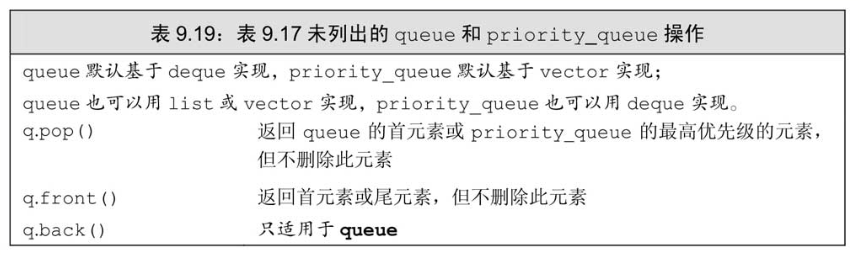 表 9.19：表 9.17 未列出的 queue 和 priority_queue 操作
queue 默认基于 deque 实现，priority_queue 默认基于 vector 实现；
queue 也可以用 list 或 vector 实现，priority_queue 也可以用 deque 实现。
q.pop() 返回 queue 的首元素或 priority_queue 的最高优先级的元素，
但不删除此元素
q.front() 返回首元素或尾元素，但不删除此元素
q.back() 只适用于 queue